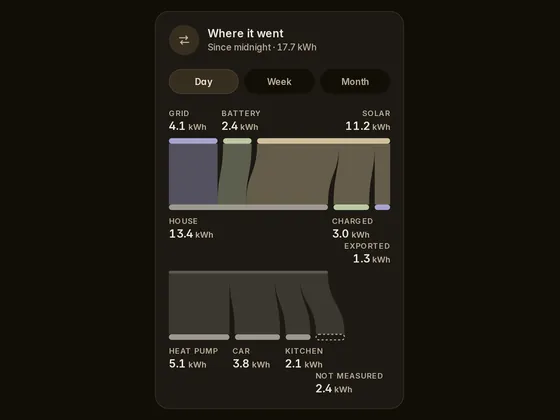 Where it went
Since midnight · 17.7 kWh
Day Week Month
GRID BATTERY SOLAR
4.1 kWh 2.4 kWh 11.2 kWh
HOUSE CHARGED
13.4 kWh 3.0 kWh
EXPORTED
1.3 kWh
HEAT PUMP CAR KITCHEN
5.1 kWh 3.8 kWh 2.1 kWh
NOT MEASURED
2.4 kWh